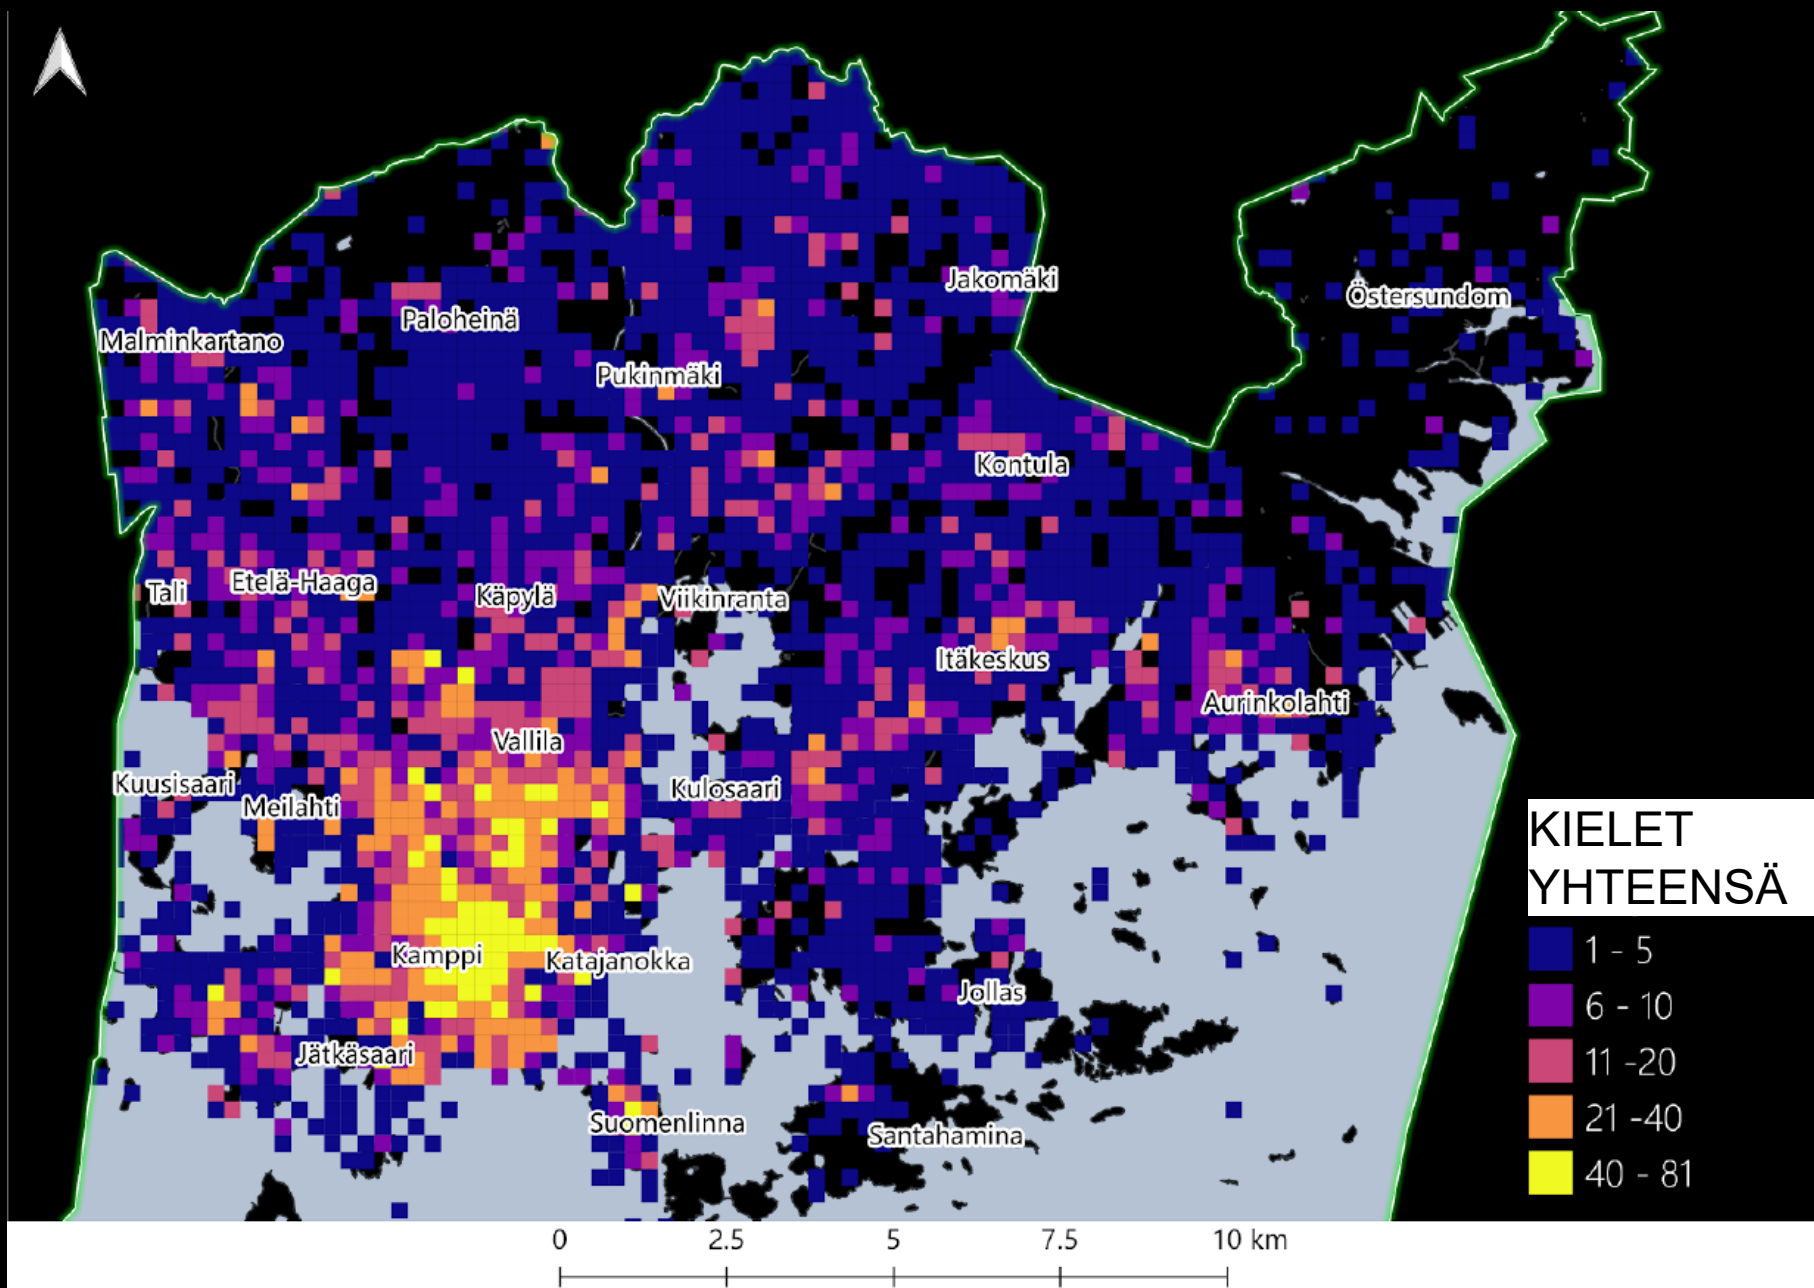 Jakomäki
Östersundom
Paloheinä
Malminkartano
Pukinmäki
Kontula
Etelä-Haaga
Tali
Käpylä
Viikinranta
Itäkeskus
Aurinkolahti
Vallila
Kuusisaari
Kulosaari
Meilahti
Kamppi
Katajanokka
Jollas
Jätkäsaari
Suomenlinna
Santahamina
KIELET
YHTEENSÄ
1 - 5
6 - 10
11 -20
21 -40
40 - 81
0 2.5 5 7.5 10 km